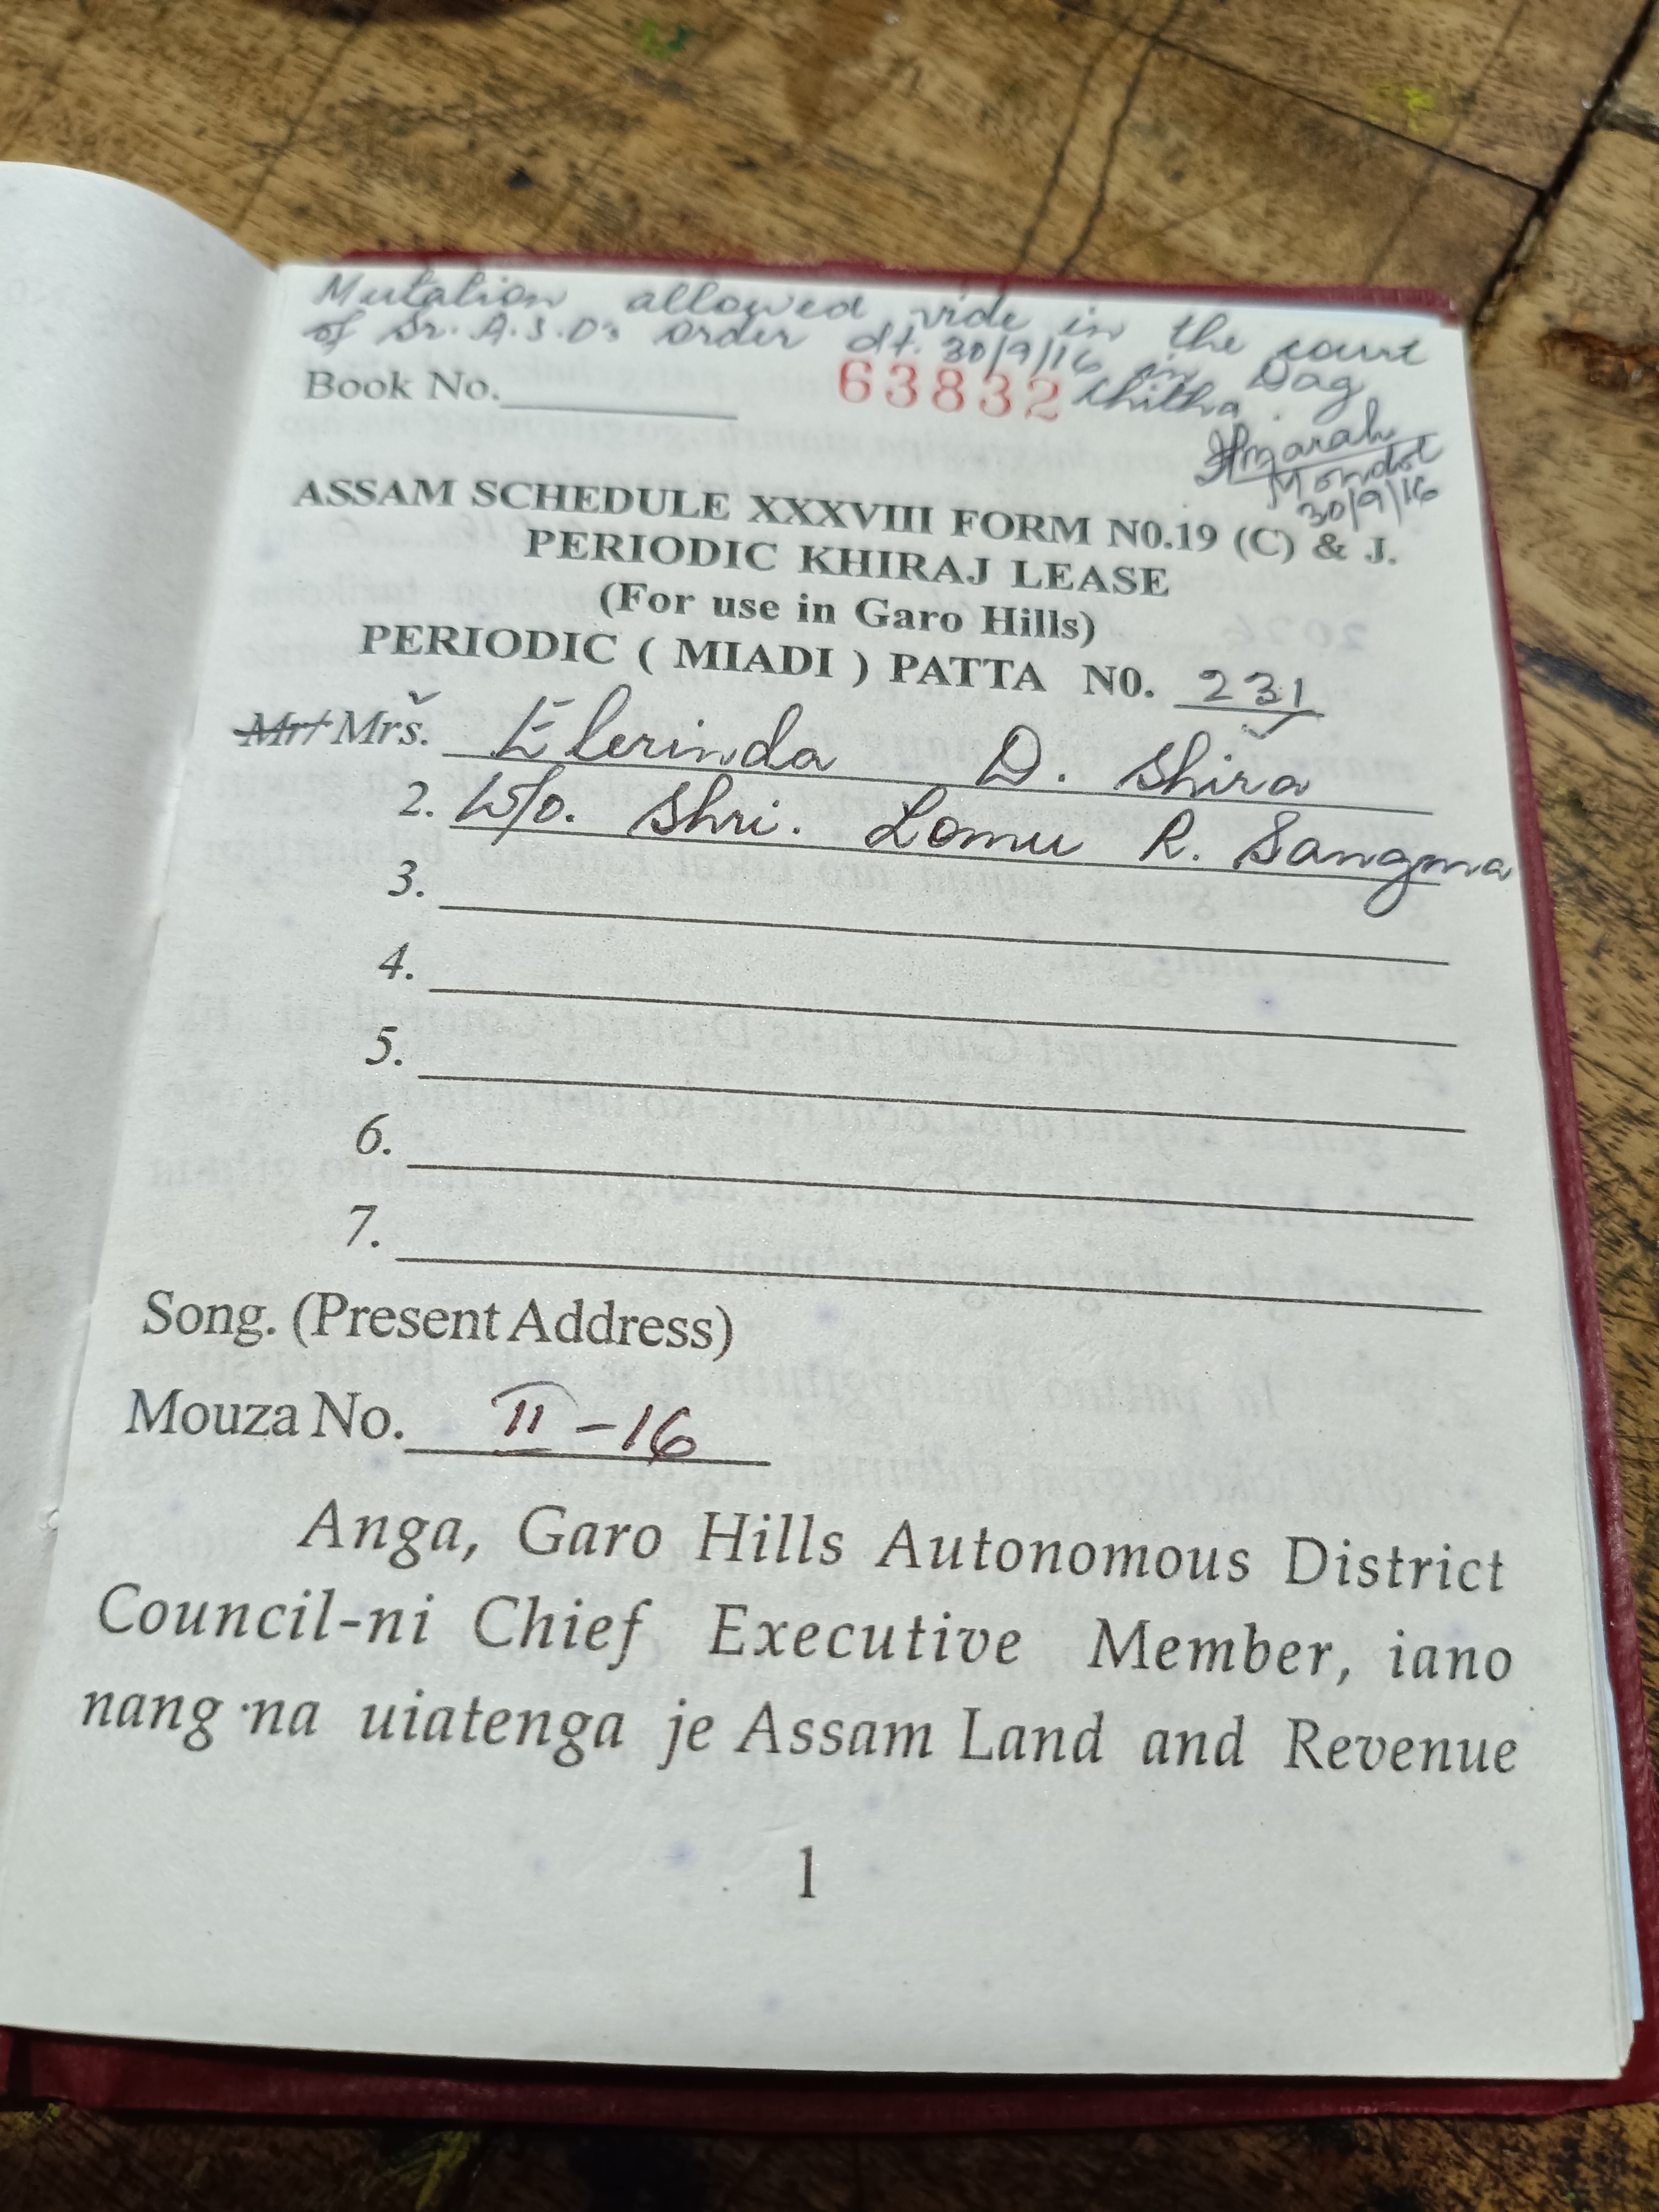 Mutation allowed vide in the court
of Sr. A.S.O's order dt. 30/9/16 in Dag
Chitha.
Book No. 63832
Marak
Mondol
30/9/16
ASSAM SCHEDULE XXXVIII FORM N0.19 (C) & J.
PERIODIC KHIRAJ LEASE
(For use in Garo Hills)
PERIODIC ( MIADI ) PATTA N0. 231
Mr/ Mrs. Elerinda D. Shira
2. W/o. Shri. Lomu R. Sangma
3.
4.
5.
6.
7.
Song. (Present Address)
Mouza No. II - 16
Anga, Garo Hills Autonomous District
Council-ni Chief Executive Member, iano
nang·na uiatenga je Assam Land and Revenue
1